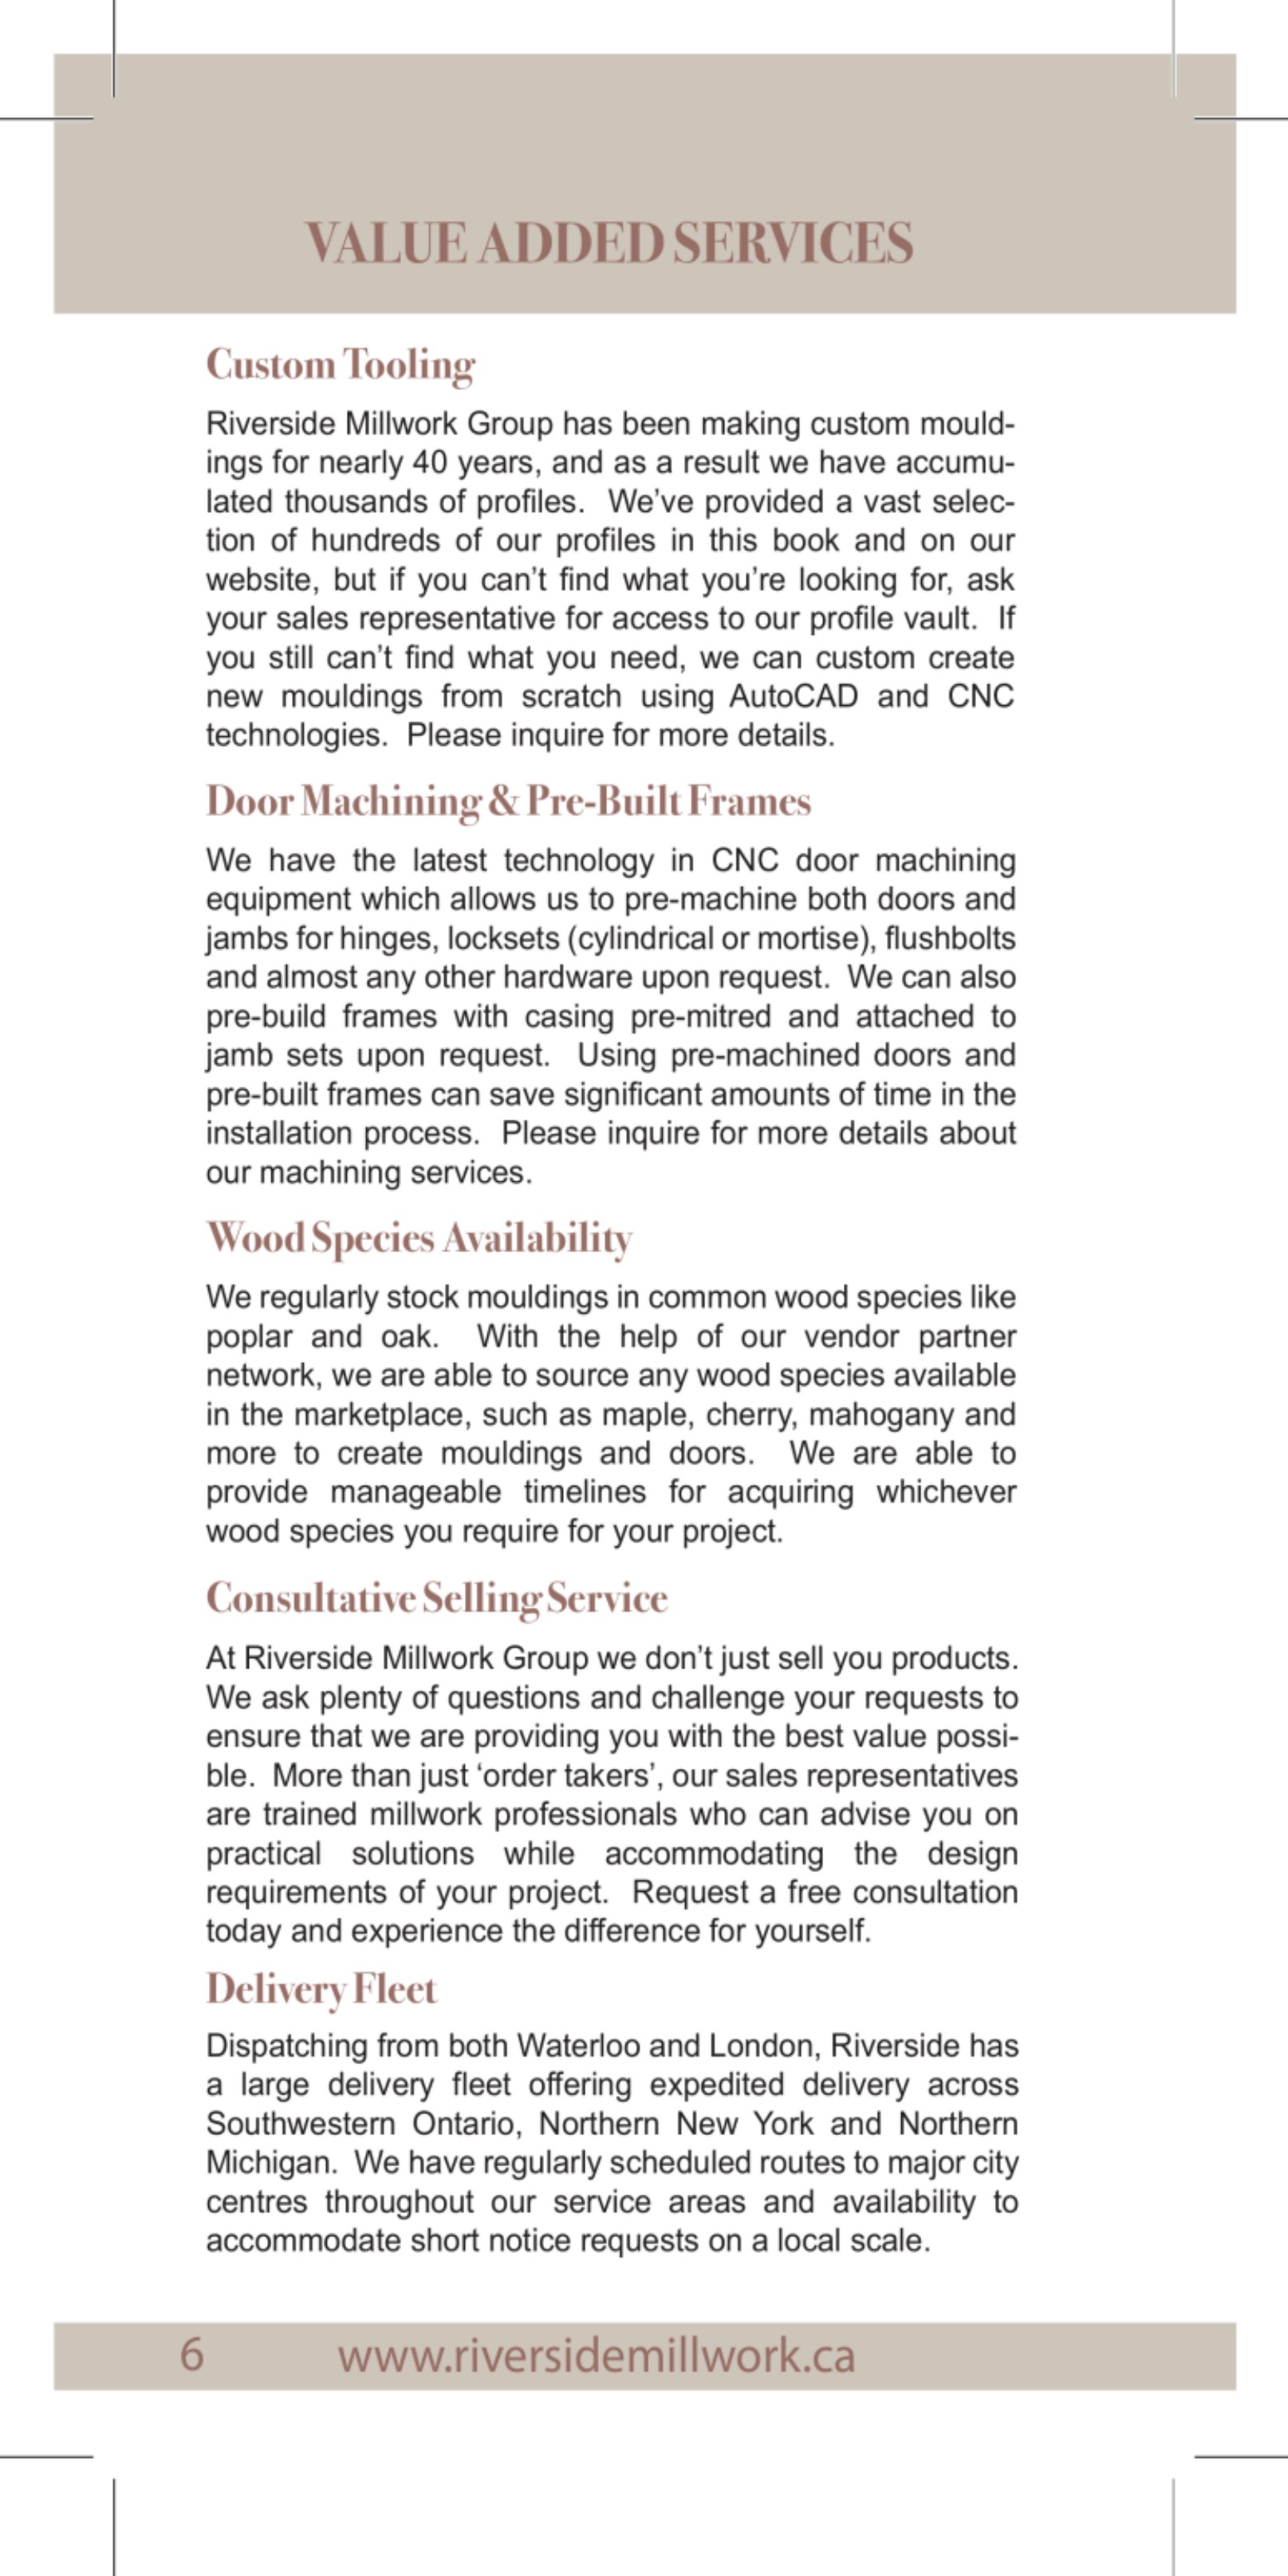 VALUE ADDED SERVICES
Custom Tooling
Riverside Millwork Group has been making custom mould-
ings for nearly 40 years, and as a result we have accumu-
lated thousands of profiles.  We've provided a vast selec-
tion of hundreds of our profiles in this book and on our
website, but if you can't find what you're looking for, ask
your sales representative for access to our profile vault.  If
you still can't find what you need, we can custom create
new mouldings from scratch using AutoCAD and CNC
technologies.  Please inquire for more details.
Door Machining & Pre-Built Frames
We have the latest technology in CNC door machining
equipment which allows us to pre-machine both doors and
jambs for hinges, locksets (cylindrical or mortise), flushbolts
and almost any other hardware upon request.  We can also
pre-build frames with casing pre-mitred and attached to
jamb sets upon request.  Using pre-machined doors and
pre-built frames can save significant amounts of time in the
installation process.  Please inquire for more details about
our machining services.
Wood Species Availability
We regularly stock mouldings in common wood species like
poplar and oak.  With the help of our vendor partner
network, we are able to source any wood species available
in the marketplace, such as maple, cherry, mahogany and
more to create mouldings and doors.  We are able to
provide manageable timelines for acquiring whichever
wood species you require for your project.
Consultative Selling Service
At Riverside Millwork Group we don't just sell you products.
We ask plenty of questions and challenge your requests to
ensure that we are providing you with the best value possi-
ble.  More than just 'order takers', our sales representatives
are trained millwork professionals who can advise you on
practical solutions while accommodating the design
requirements of your project.  Request a free consultation
today and experience the difference for yourself.
Delivery Fleet
Dispatching from both Waterloo and London, Riverside has
a large delivery fleet offering expedited delivery across
Southwestern Ontario, Northern New York and Northern
Michigan.  We have regularly scheduled routes to major city
centres throughout our service areas and availability to
accommodate short notice requests on a local scale.
6 www.riversidemillwork.ca